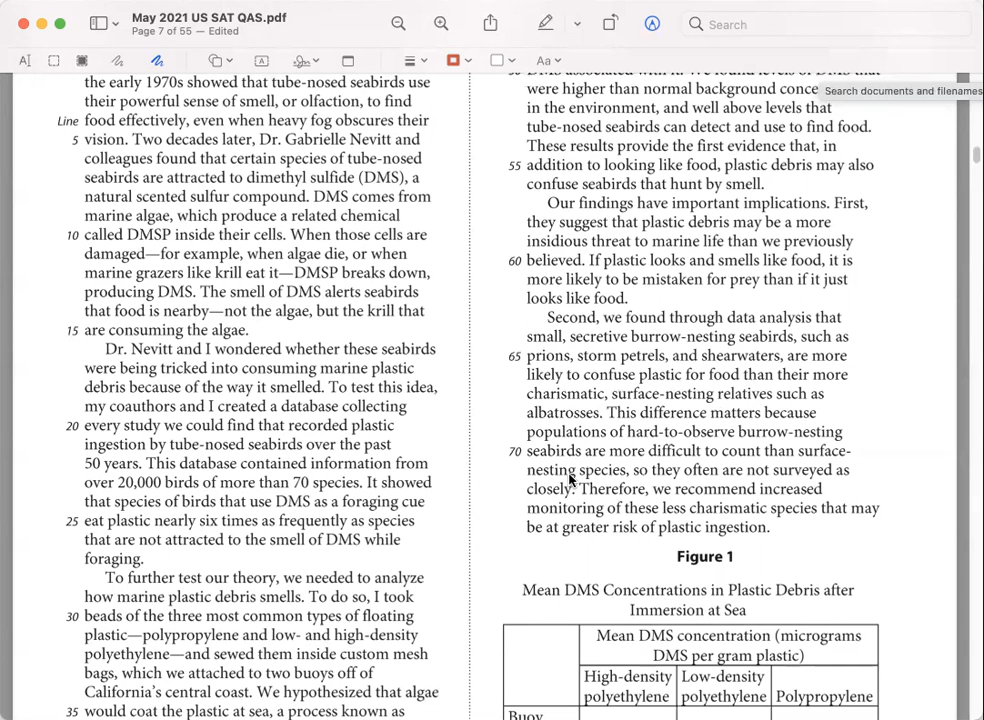 May 2021 US SAT QAS.pdf
Page 7 of 55 — Edited
Search
Search documents and filenames
the early 1970s showed that tube-nosed seabirds use
their powerful sense of smell, or olfaction, to find
Line food effectively, even when heavy fog obscures their
5 vision. Two decades later, Dr. Gabrielle Nevitt and
colleagues found that certain species of tube-nosed
seabirds are attracted to dimethyl sulfide (DMS), a
natural scented sulfur compound. DMS comes from
marine algae, which produce a related chemical
10 called DMSP inside their cells. When those cells are
damaged—for example, when algae die, or when
marine grazers like krill eat it—DMSP breaks down,
producing DMS. The smell of DMS alerts seabirds
that food is nearby—not the algae, but the krill that
15 are consuming the algae.
Dr. Nevitt and I wondered whether these seabirds
were being tricked into consuming marine plastic
debris because of the way it smelled. To test this idea,
my coauthors and I created a database collecting
20 every study we could find that recorded plastic
ingestion by tube-nosed seabirds over the past
50 years. This database contained information from
over 20,000 birds of more than 70 species. It showed
that species of birds that use DMS as a foraging cue
25 eat plastic nearly six times as frequently as species
that are not attracted to the smell of DMS while
foraging.
To further test our theory, we needed to analyze
how marine plastic debris smells. To do so, I took
30 beads of the three most common types of floating
plastic—polypropylene and low- and high-density
polyethylene—and sewed them inside custom mesh
bags, which we attached to two buoys off of
California's central coast. We hypothesized that algae
35 would coat the plastic at sea, a process known as
DMS associated with it. We found levels of DMS that
were higher than normal background conce
in the environment, and well above levels that
tube-nosed seabirds can detect and use to find food.
These results provide the first evidence that, in
55 addition to looking like food, plastic debris may also
confuse seabirds that hunt by smell.
Our findings have important implications. First,
they suggest that plastic debris may be a more
insidious threat to marine life than we previously
60 believed. If plastic looks and smells like food, it is
more likely to be mistaken for prey than if it just
looks like food.
Second, we found through data analysis that
small, secretive burrow-nesting seabirds, such as
65 prions, storm petrels, and shearwaters, are more
likely to confuse plastic for food than their more
charismatic, surface-nesting relatives such as
albatrosses. This difference matters because
populations of hard-to-observe burrow-nesting
70 seabirds are more difficult to count than surface-
nesting species, so they often are not surveyed as
closely. Therefore, we recommend increased
monitoring of these less charismatic species that may
be at greater risk of plastic ingestion.
Figure 1
Mean DMS Concentrations in Plastic Debris after
Immersion at Sea
Mean DMS concentration (micrograms
DMS per gram plastic)
High-density Low-density
polyethylene polyethylene Polypropylene
Buoy